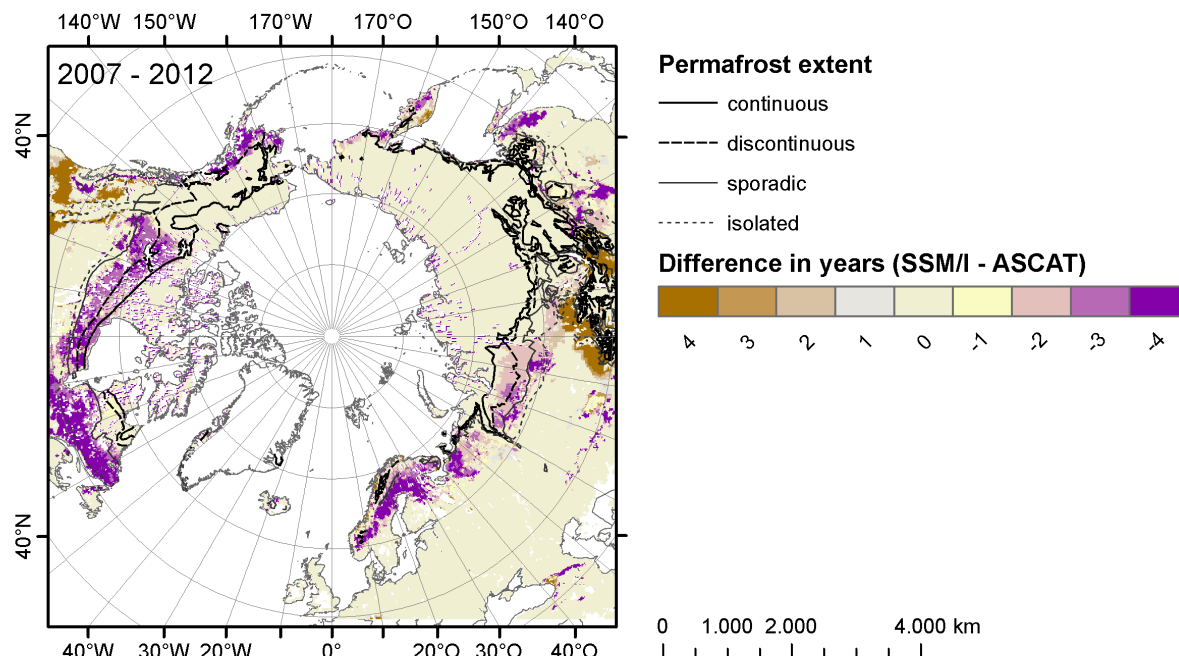 140°W 150°W 170°W 170°O 150°O 140°O
2007 - 2012
40°N
40°N
40°W 30°W 20°W 0° 20°O 30°O 40°O
Permafrost extent
continuous
discontinuous
sporadic
isolated
Difference in years (SSM/I - ASCAT)
4 3 2 1 0 -1 -2 -3 -4
0 1.000 2.000 4.000 km